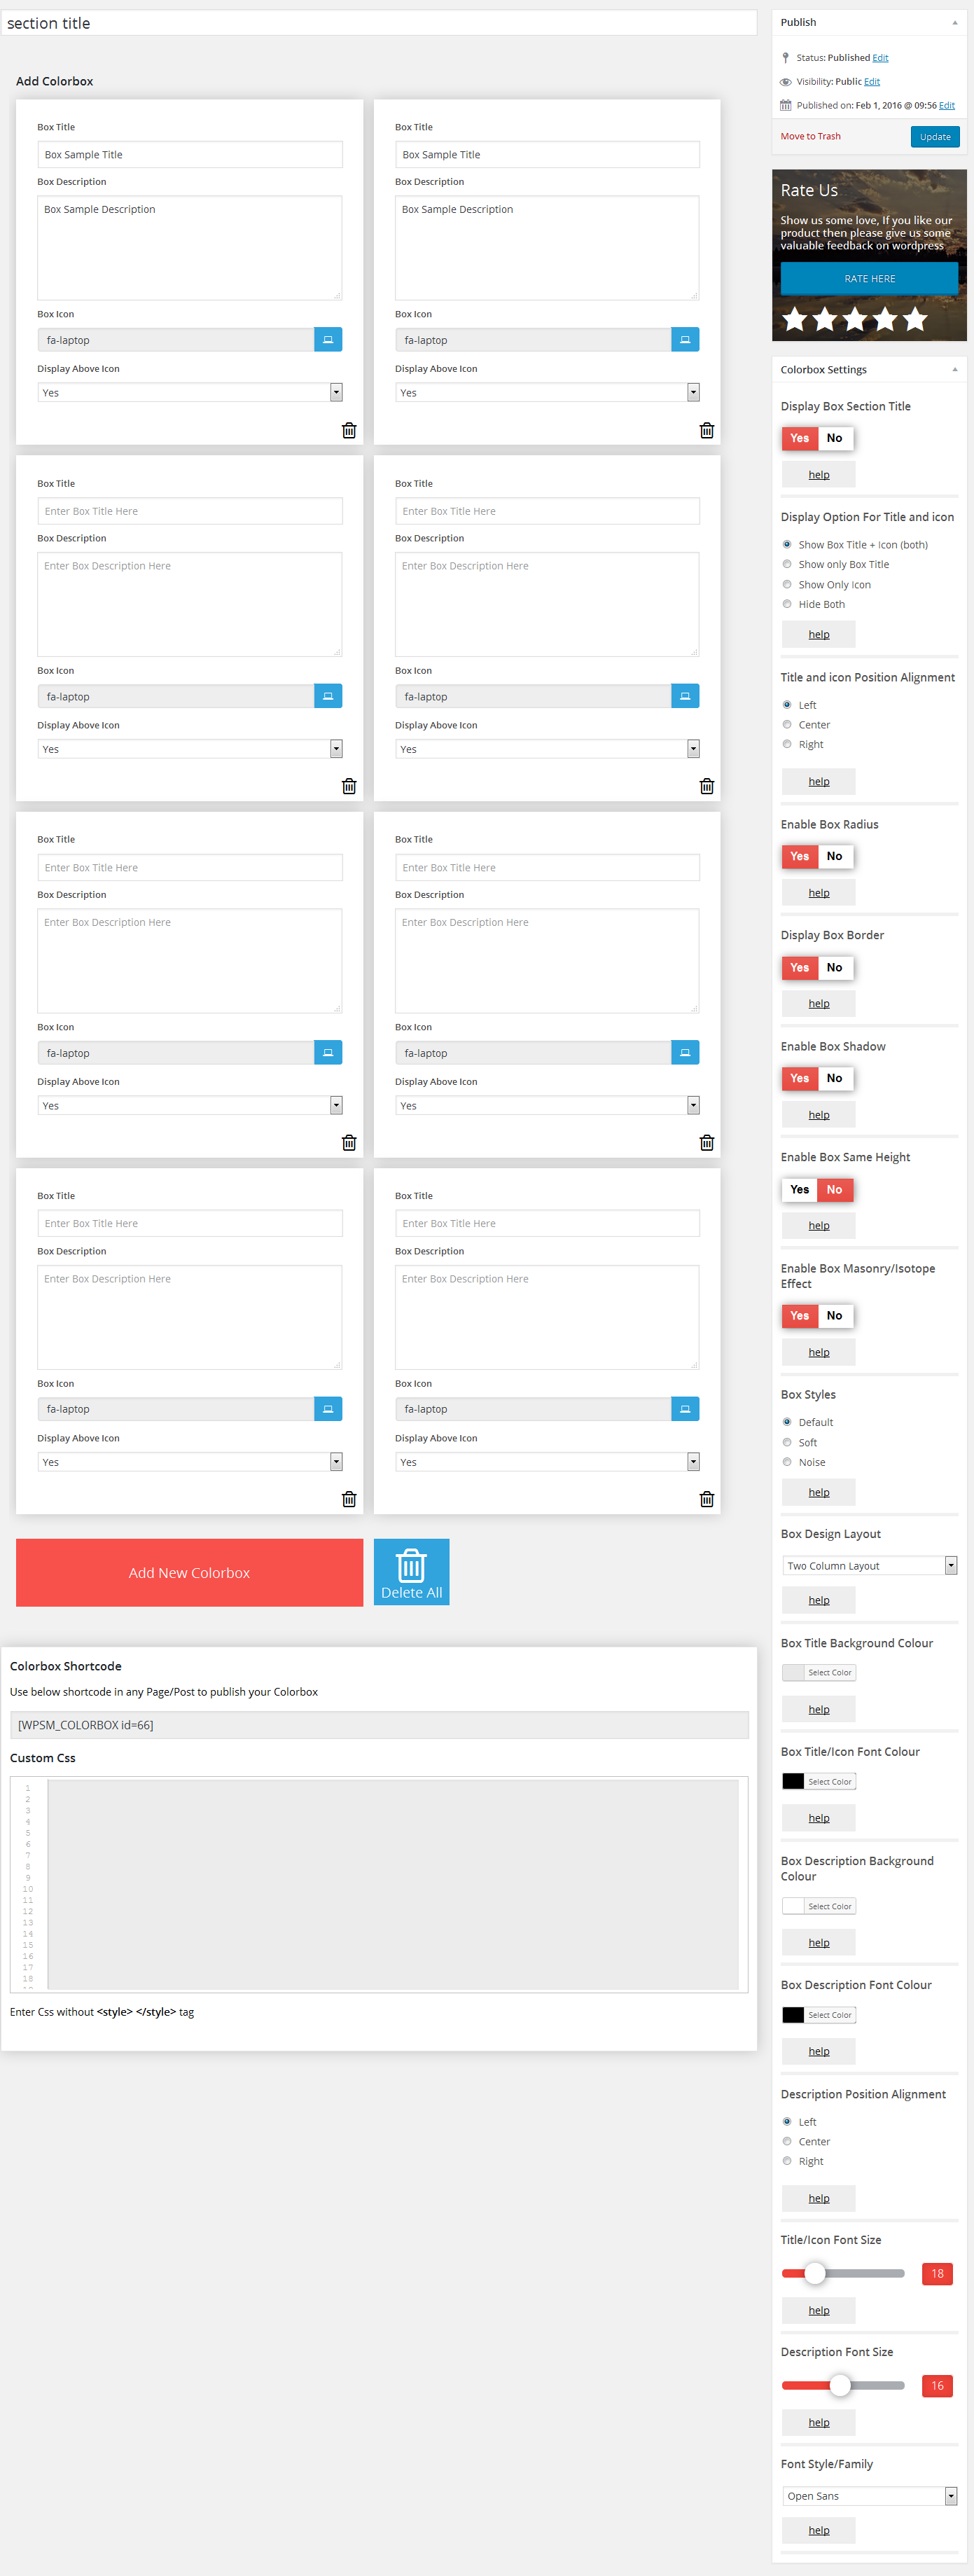 section title
Add Colorbox
Box Title
Box Sample Title
Box Description
Box Sample Description
Box Icon
fa-laptop
Display Above Icon
Yes
Box Title
Box Sample Title
Box Description
Box Sample Description
Box Icon
fa-laptop
Display Above Icon
Yes
Box Title
Enter Box Title Here
Box Description
Enter Box Description Here
Box Icon
fa-laptop
Display Above Icon
Yes
Box Title
Enter Box Title Here
Box Description
Enter Box Description Here
Box Icon
fa-laptop
Display Above Icon
Yes
Box Title
Enter Box Title Here
Box Description
Enter Box Description Here
Box Icon
fa-laptop
Display Above Icon
Yes
Box Title
Enter Box Title Here
Box Description
Enter Box Description Here
Box Icon
fa-laptop
Display Above Icon
Yes
Box Title
Enter Box Title Here
Box Description
Enter Box Description Here
Box Icon
fa-laptop
Display Above Icon
Yes
Box Title
Enter Box Title Here
Box Description
Enter Box Description Here
Box Icon
fa-laptop
Display Above Icon
Yes
Add New Colorbox
Delete All
Colorbox Shortcode
Use below shortcode in any Page/Post to publish your Colorbox
[WPSM_COLORBOX id=66]
Custom Css
1
2
3
4
5
6
7
8
9
10
11
12
13
14
15
16
17
18
Enter Css without <style> </style> tag
Publish
Status: Published Edit
Visibility: Public Edit
Published on: Feb 1, 2016 @ 09:56 Edit
Move to Trash
Update
Rate Us
Show us some love, If you like our
product then please give us some
valuable feedback on wordpress
RATE HERE
Colorbox Settings
Display Box Section Title
Yes No
help
Display Option For Title and icon
Show Box Title + Icon (both)
Show only Box Title
Show Only Icon
Hide Both
help
Title and icon Position Alignment
Left
Center
Right
help
Enable Box Radius
Yes No
help
Display Box Border
Yes No
help
Enable Box Shadow
Yes No
help
Enable Box Same Height
Yes No
help
Enable Box Masonry/Isotope
Effect
Yes No
help
Box Styles
Default
Soft
Noise
help
Box Design Layout
Two Column Layout
help
Box Title Background Colour
Select Color
help
Box Title/Icon Font Colour
Select Color
help
Box Description Background
Colour
Select Color
help
Box Description Font Colour
Select Color
help
Description Position Alignment
Left
Center
Right
help
Title/Icon Font Size
18
help
Description Font Size
16
help
Font Style/Family
Open Sans
help